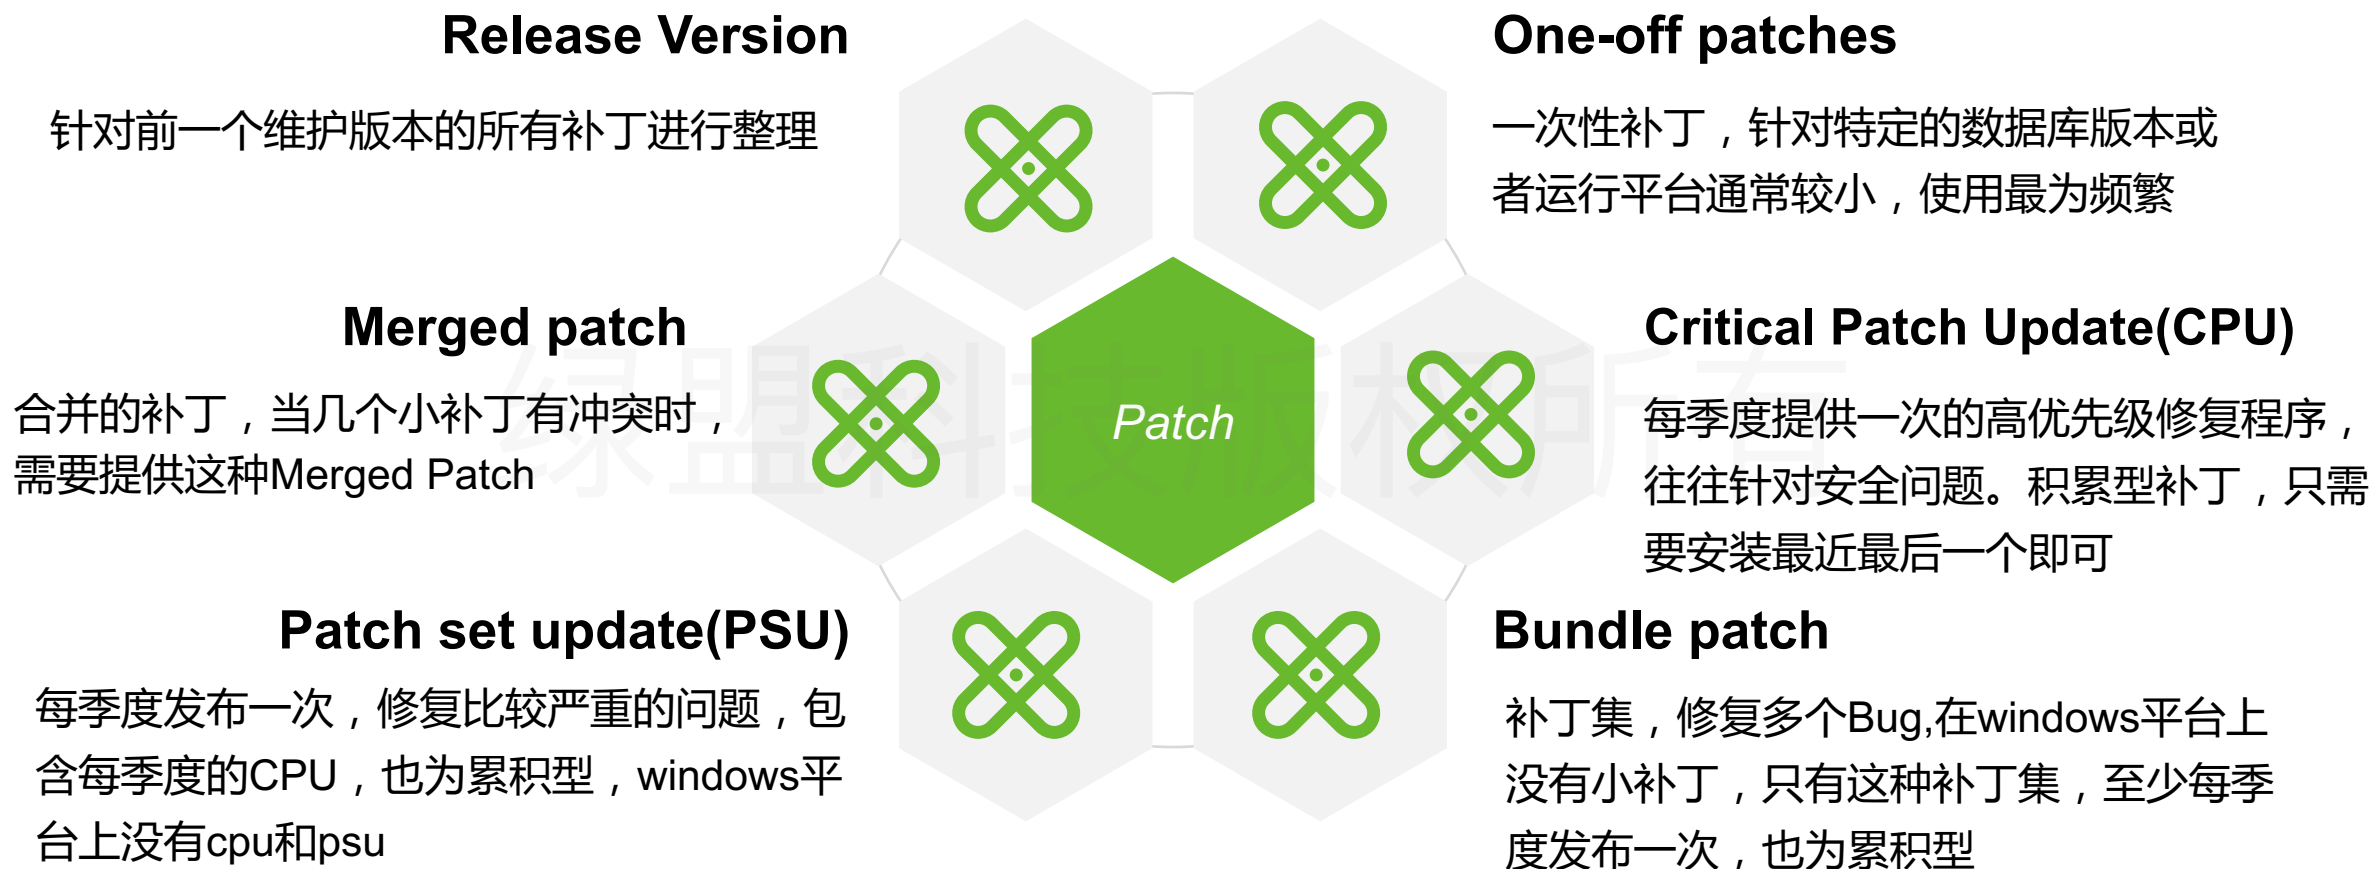 Release Version
针对前一个维护版本的所有补丁进行整理
One-off patches
一次性补丁，针对特定的数据库版本或
者运行平台通常较小，使用最为频繁
Merged patch
合并的补丁，当几个小补丁有冲突时，
需要提供这种Merged Patch
Patch
Critical Patch Update(CPU)
每季度提供一次的高优先级修复程序，
往往针对安全问题。积累型补丁，只需
要安装最近最后一个即可
Patch set update(PSU)
每季度发布一次，修复比较严重的问题，包
含每季度的CPU，也为累积型，windows平
台上没有cpu和psu
Bundle patch
补丁集，修复多个Bug,在windows平台上
没有小补丁，只有这种补丁集，至少每季
度发布一次，也为累积型
绿盟科技版权所有